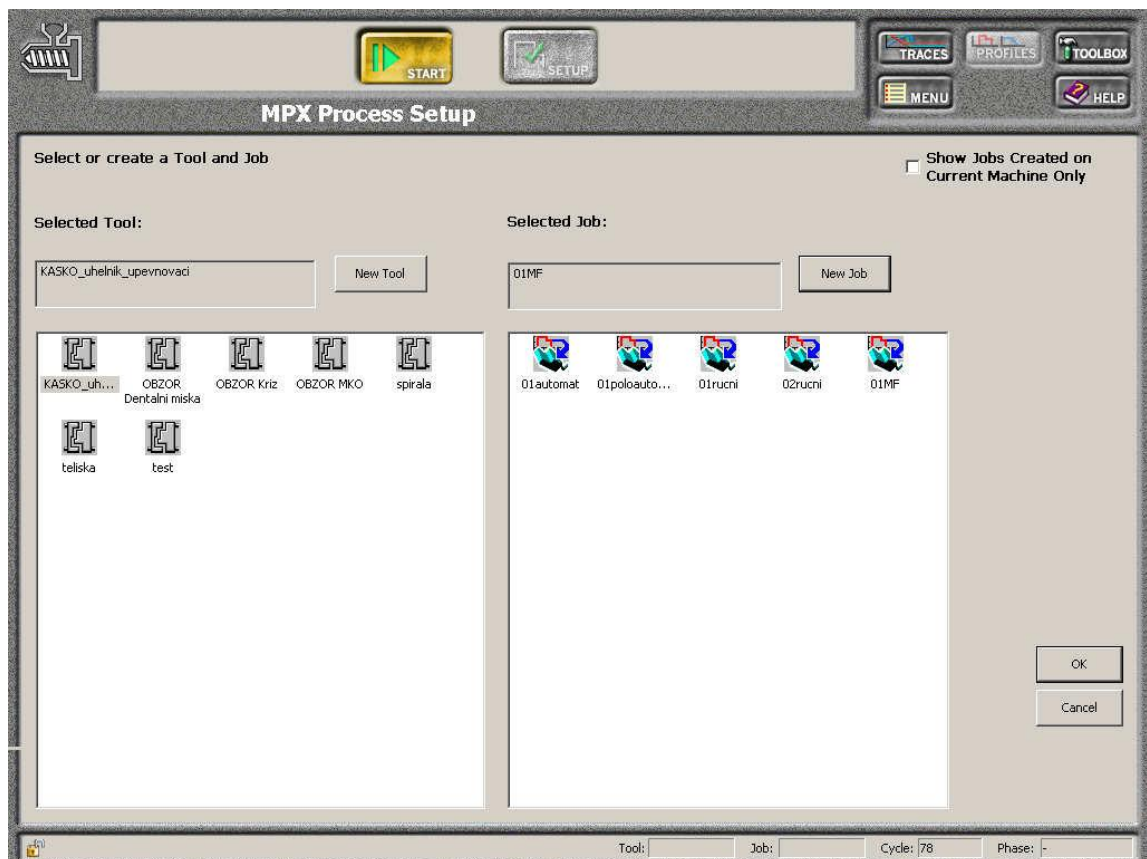 START
SETUP
TRACES
PROFILES
TOOLBOX
MENU
HELP
MPX Process Setup
Select or create a Tool and Job
Show Jobs Created on
Current Machine Only
Selected Tool:
Selected Job:
KASKO_uhelnik_upevnovaci
New Tool
01MF
New Job
KASKO_uh...
OBZOR
Dentalni miska
OBZOR Kriz
OBZOR MKO
spirala
teliska
test
01automat
01poloauto...
01rucni
02rucni
01MF
OK
Cancel
Tool:
Job:
Cycle: 78
Phase: -